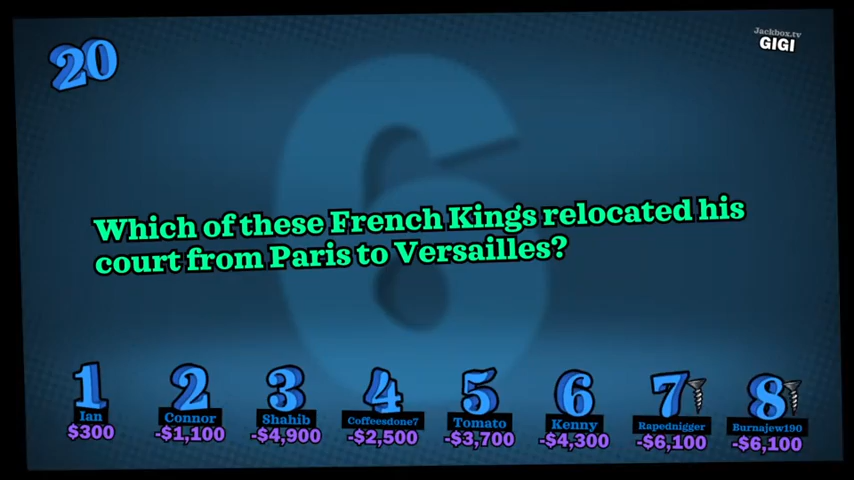 20
Jackbox.tv
GIGI
6
Which of these French Kings relocated his
court from Paris to Versailles?
1 2 3 4 5 6 7 8
Ian Connor Shahib Coffeesdone7 Tomato Kenny Rapednigger Burnajew190
$300 -$1,100 -$4,900 -$2,500 -$3,700 -$4,300 -$6,100 -$6,100